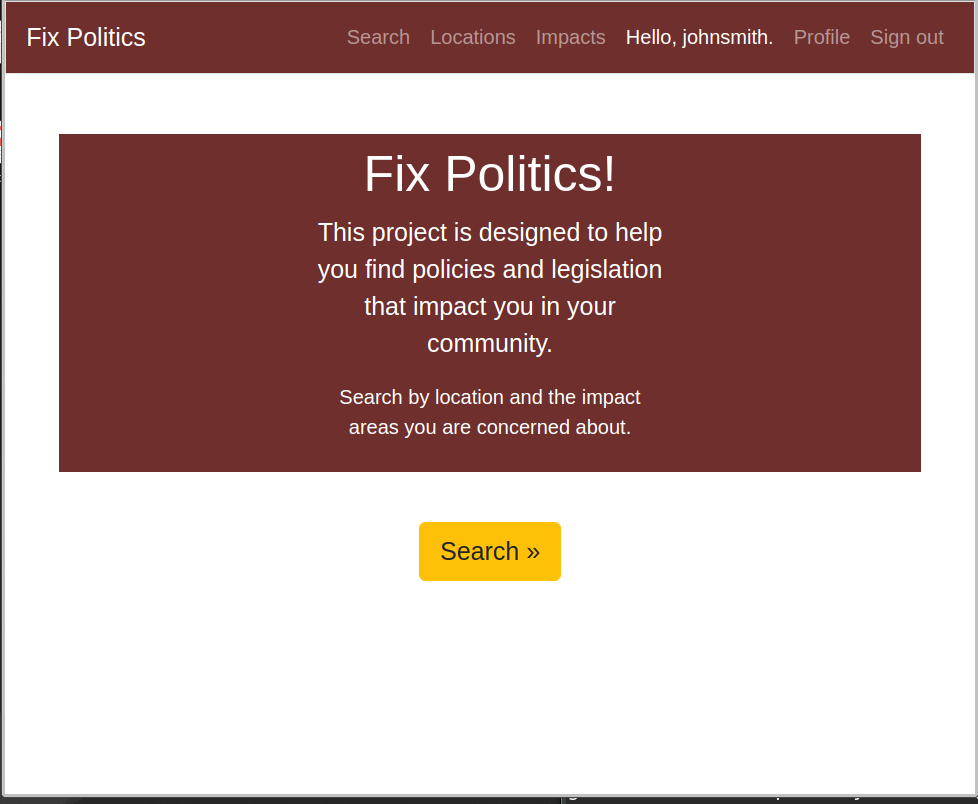 Fix Politics Search Locations Impacts Hello, johnsmith. Profile Sign out
Fix Politics!
This project is designed to help
you find policies and legislation
that impact you in your
community.
Search by location and the impact
areas you are concerned about.
Search »